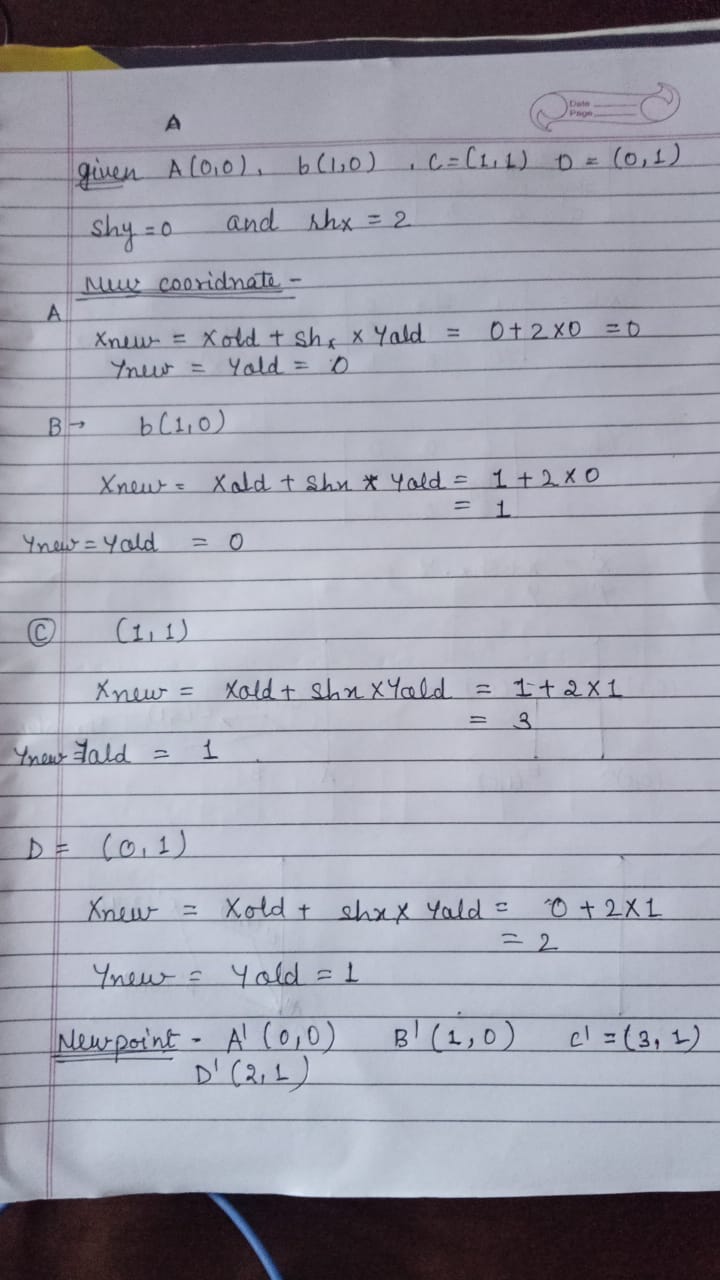 A
Date
Page
given A(0,0), b(1,0), C=(1,1) D = (0,1)
Shy=0 and shx = 2
New cooridnate -
A
Xnew = Xold + shx x Yold = 0+2x0 =0
Ynew = Yold = 0
B→ b(1,0)
Xnew = Xold + Shx * yold = 1 + 2x0
= 1
Ynew = Yold = 0
Ⓒ (1,1)
Xnew = Xold + shx x Yold = 1+2x1
= 3
Ynew = Yold = 1
D = (0,1)
Xnew = Xold + shx x Yold = 0+2x1
= 2
Ynew = Yold = 1
New point - A' (0,0) B' (1,0) C' =(3,1)
D' (2,1)